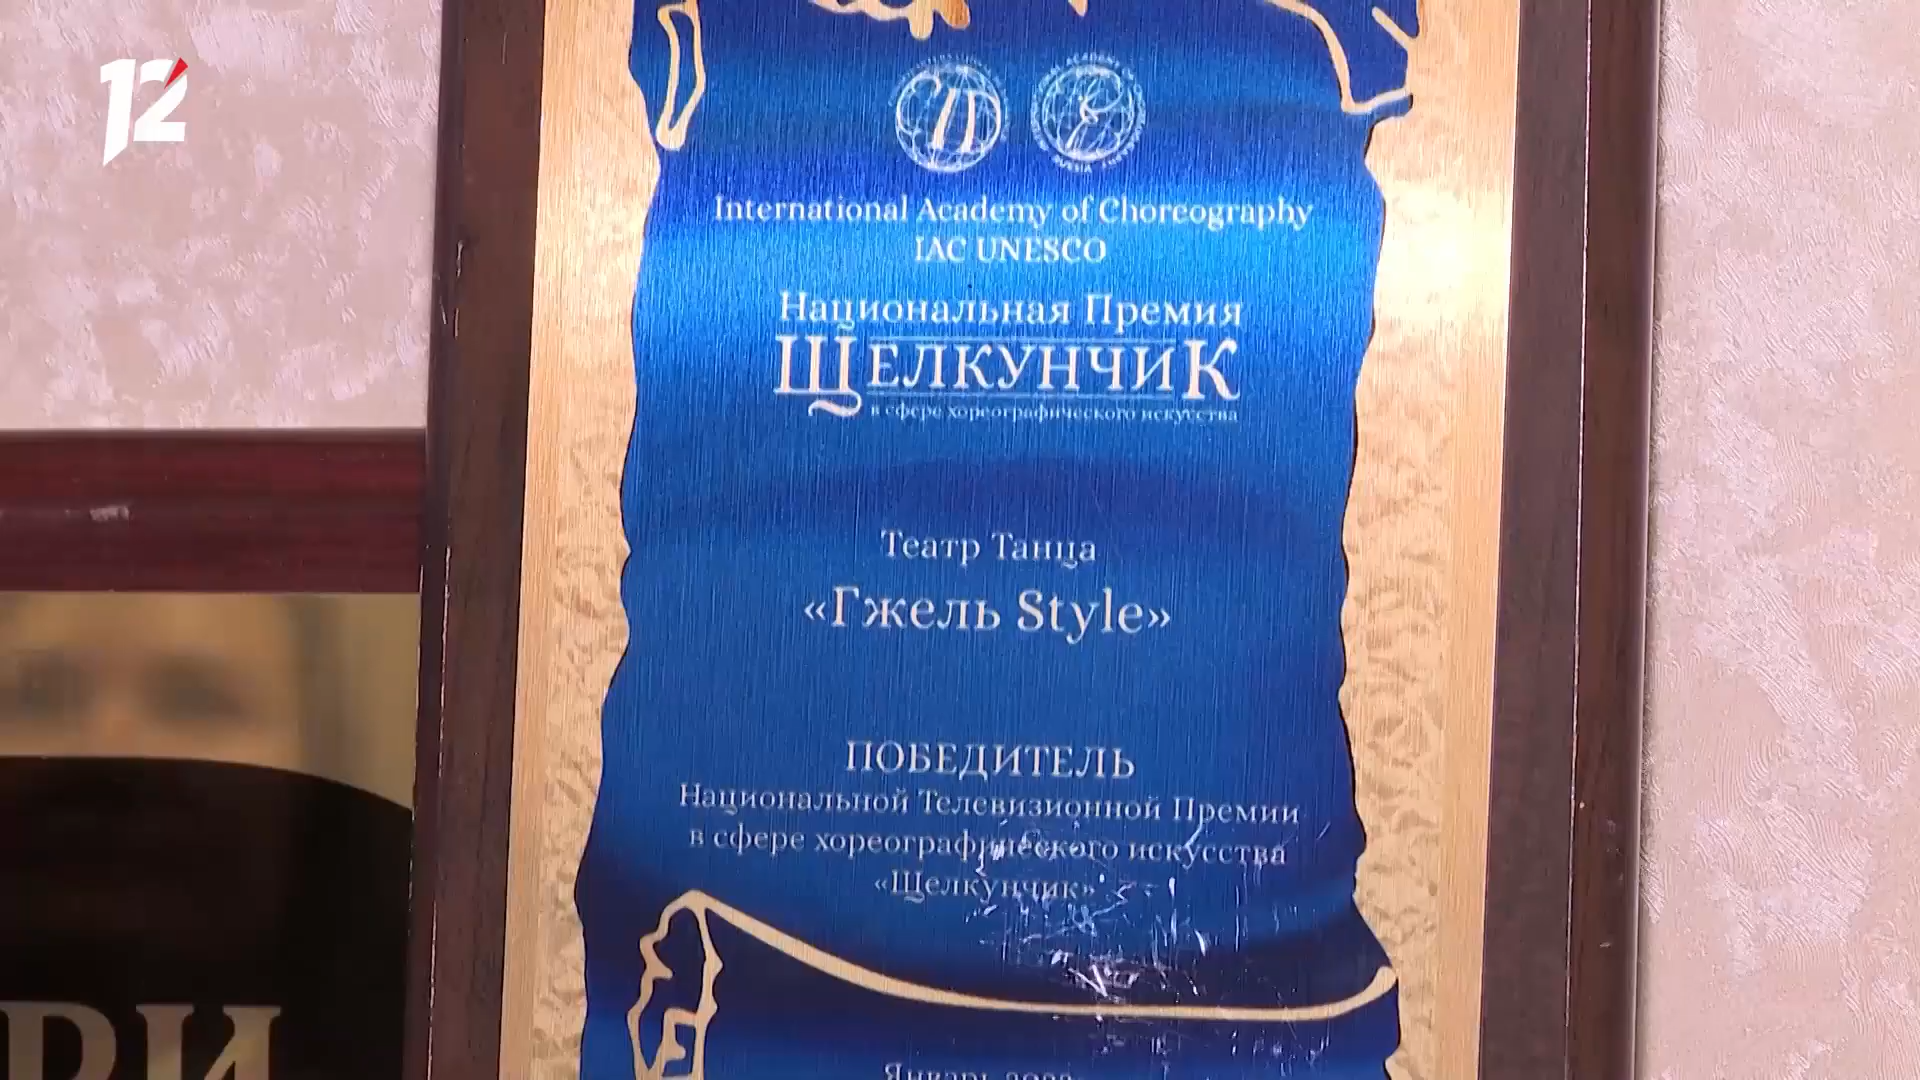 12
International Academy of Choreography
IAC UNESCO
Национальная Премия
ЩЕЛКУНЧИК
в сфере хореографического искусства
Театр Танца
«Гжель Style»
ПОБЕДИТЕЛЬ
Национальной Телевизионной Премии
в сфере хореографического искусства
«Щелкунчик»
Январь